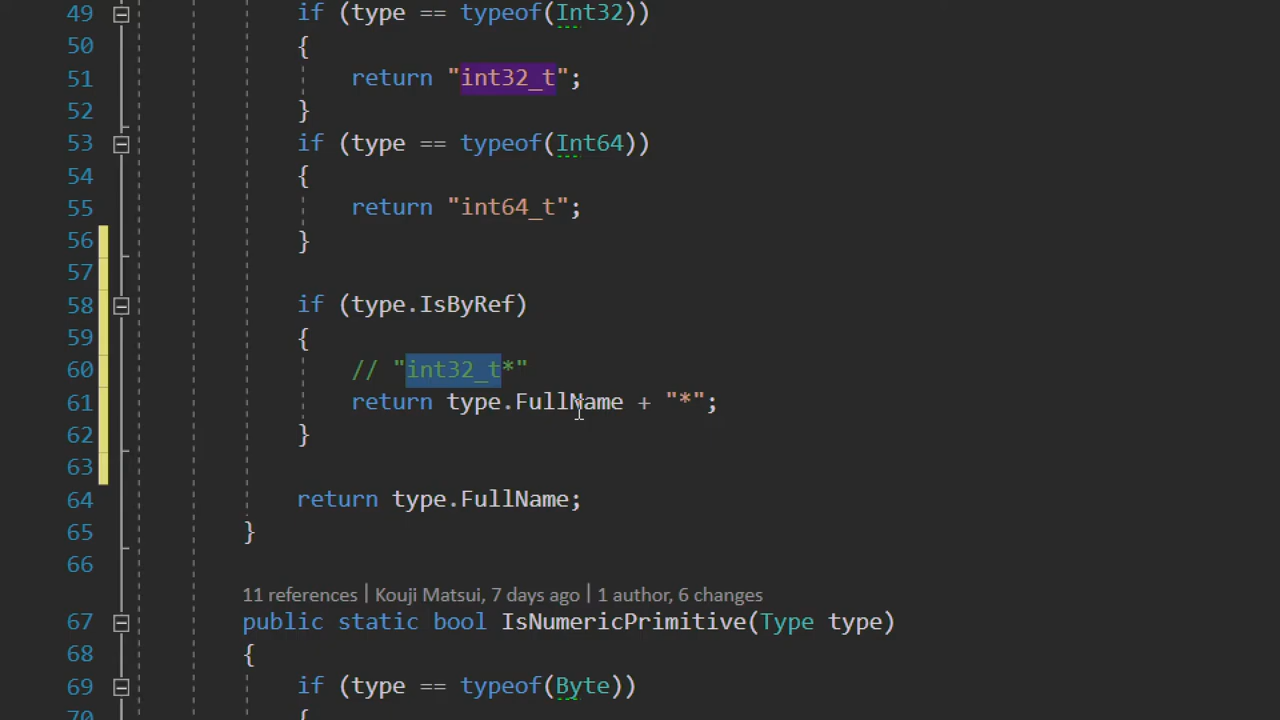 49 if (type == typeof(Int32))
50 {
51 return "int32_t";
52 }
53 if (type == typeof(Int64))
54 {
55 return "int64_t";
56 }
57
58 if (type.IsByRef)
59 {
60 // "int32_t*"
61 return type.FullName + "*";
62 }
63
64 return type.FullName;
65 }
66
11 references | Kouji Matsui, 7 days ago | 1 author, 6 changes
67 public static bool IsNumericPrimitive(Type type)
68 {
69 if (type == typeof(Byte))
70 {